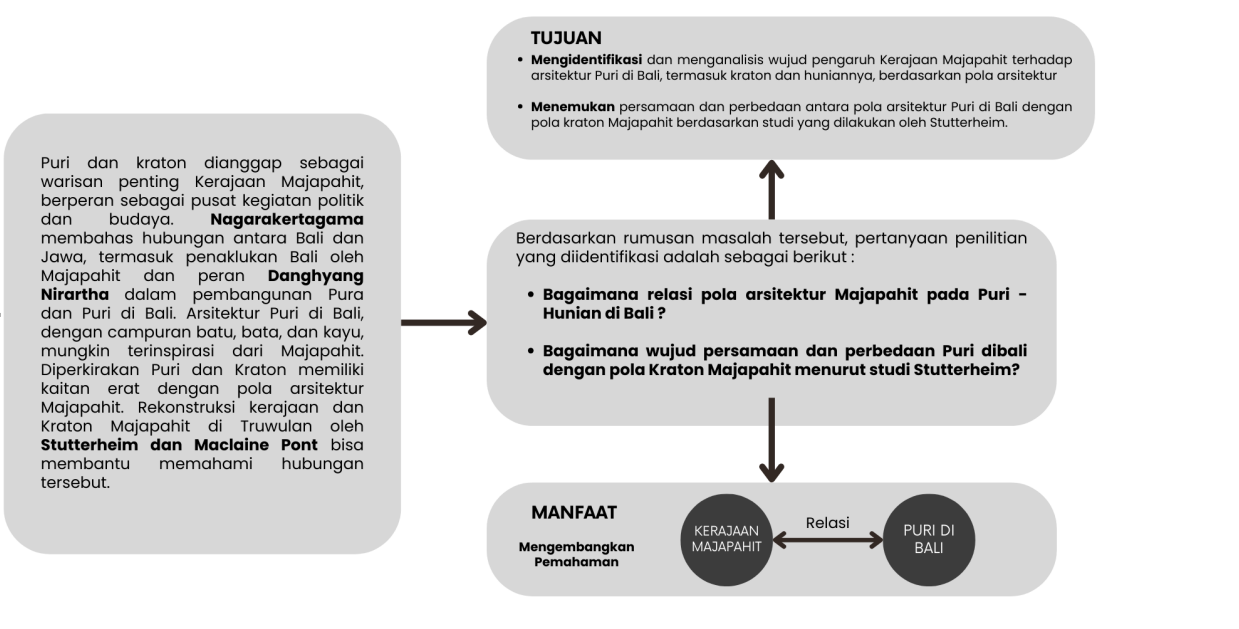 Puri dan kraton dianggap sebagai
warisan penting Kerajaan Majapahit,
berperan sebagai pusat kegiatan politik
dan budaya. Nagarakertagama
membahas hubungan antara Bali dan
Jawa, termasuk penaklukan Bali oleh
Majapahit dan peran Danghyang
Nirartha dalam pembangunan Pura
dan Puri di Bali. Arsitektur Puri di Bali,
dengan campuran batu, bata, dan kayu,
mungkin terinspirasi dari Majapahit.
Diperkirakan Puri dan Kraton memiliki
kaitan erat dengan pola arsitektur
Majapahit. Rekonstruksi kerajaan dan
Kraton Majapahit di Truwulan oleh
Stutterheim dan Maclaine Pont bisa
membantu memahami hubungan
tersebut.
TUJUAN
• Mengidentifikasi dan menganalisis wujud pengaruh Kerajaan Majapahit terhadap
arsitektur Puri di Bali, termasuk kraton dan huniannya, berdasarkan pola arsitektur
• Menemukan persamaan dan perbedaan antara pola arsitektur Puri di Bali dengan
pola kraton Majapahit berdasarkan studi yang dilakukan oleh Stutterheim.
Berdasarkan rumusan masalah tersebut, pertanyaan penilitian
yang diidentifikasi adalah sebagai berikut :
• Bagaimana relasi pola arsitektur Majapahit pada Puri -
Hunian di Bali ?
• Bagaimana wujud persamaan dan perbedaan Puri dibali
dengan pola Kraton Majapahit menurut studi Stutterheim?
MANFAAT
Mengembangkan
Pemahaman
KERAJAAN
MAJAPAHIT
Relasi
PURI DI
BALI